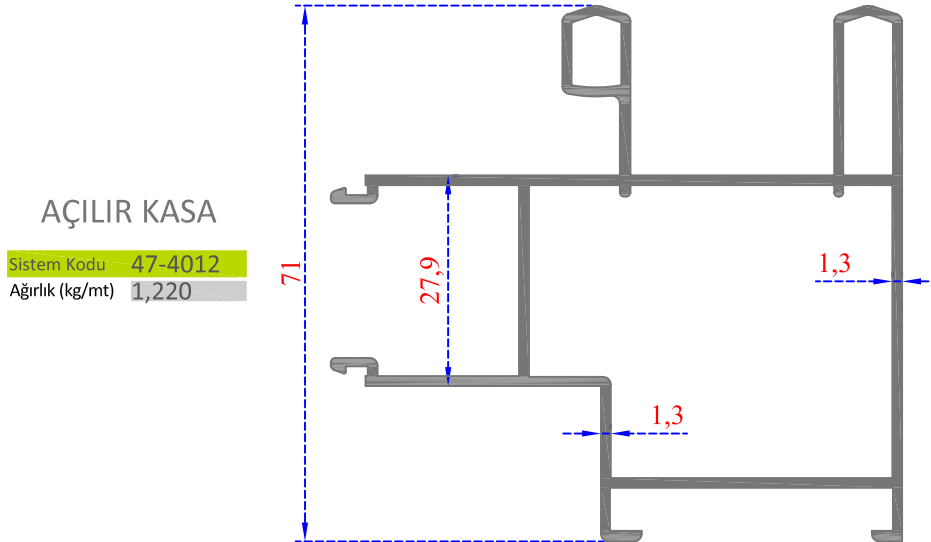 AÇILIR KASA
Sistem Kodu 47-4012
Ağırlık (kg/mt) 1,220
71
27,9
1,3
1,3